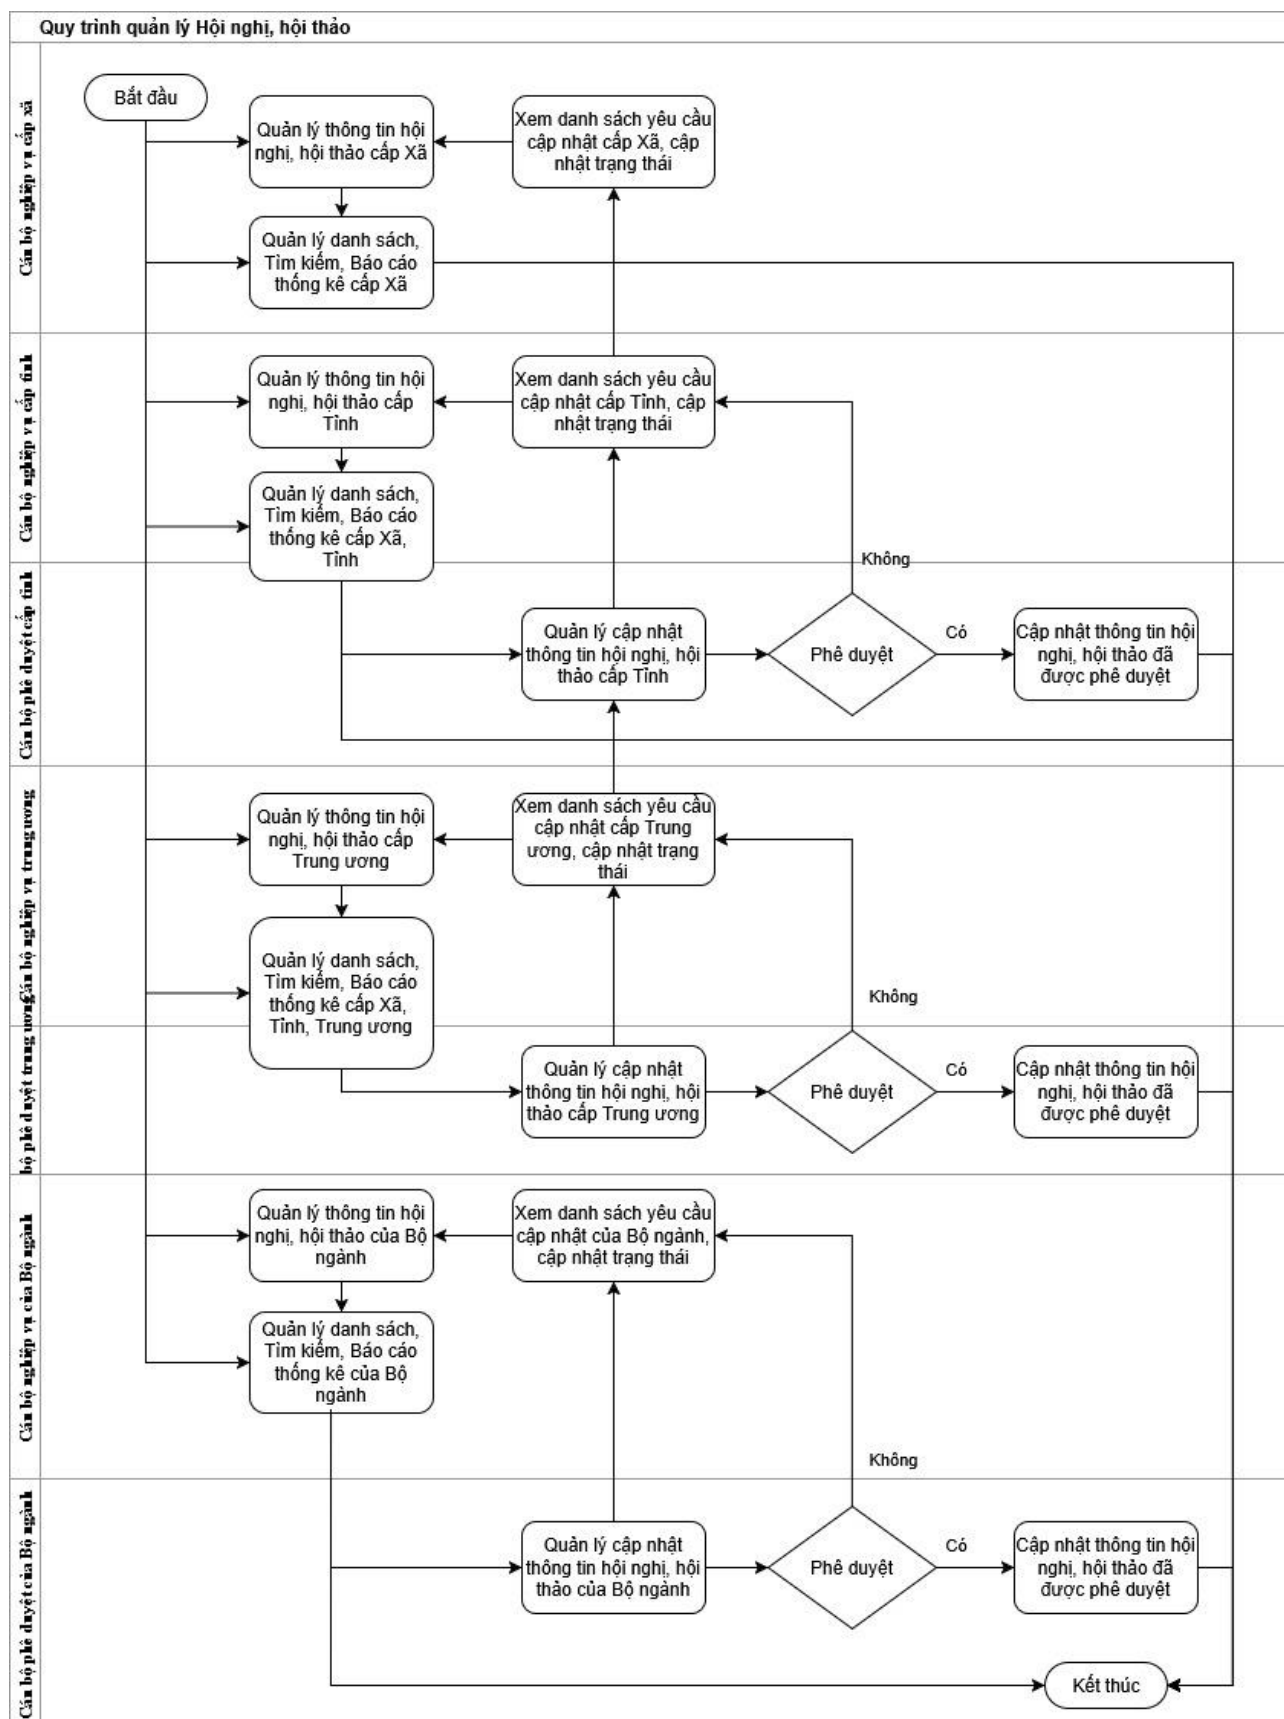 Quy trình quản lý Hội nghị, hội thảo
Cán bộ nghiệp vụ cấp xã
Bắt đầu
Quản lý thông tin hội
nghị, hội thảo cấp Xã
Xem danh sách yêu cầu
cập nhật cấp Xã, cập
nhật trạng thái
Quản lý danh sách,
Tìm kiếm, Báo cáo
thống kê cấp Xã
Cán bộ nghiệp vụ cấp tỉnh
Quản lý thông tin hội
nghị, hội thảo cấp
Tỉnh
Xem danh sách yêu cầu
cập nhật cấp Tỉnh, cập
nhật trạng thái
Quản lý danh sách,
Tìm kiếm, Báo cáo
thống kê cấp Xã,
Tỉnh
Không
Cán bộ phê duyệt cấp tỉnh
Quản lý cập nhật
thông tin hội nghị, hội
thảo cấp Tỉnh
Phê duyệt
Có
Cập nhật thông tin hội
nghị, hội thảo đã
được phê duyệt
Cán bộ nghiệp vụ trung ương
Quản lý thông tin hội
nghị, hội thảo cấp
Trung ương
Xem danh sách yêu cầu
cập nhật cấp Trung
ương, cập nhật trạng
thái
Quản lý danh sách,
Tìm kiếm, Báo cáo
thống kê cấp Xã,
Tỉnh, Trung ương
Không
bộ phê duyệt trung ương
Quản lý cập nhật
thông tin hội nghị, hội
thảo cấp Trung ương
Phê duyệt
Có
Cập nhật thông tin hội
nghị, hội thảo đã
được phê duyệt
Cán bộ nghiệp vụ của Bộ ngành
Quản lý thông tin hội
nghị, hội thảo của Bộ
ngành
Xem danh sách yêu cầu
cập nhật của Bộ ngành,
cập nhật trạng thái
Quản lý danh sách,
Tìm kiếm, Báo cáo
thống kê của Bộ
ngành
Không
Cán bộ phê duyệt của Bộ ngành
Quản lý cập nhật
thông tin hội nghị, hội
thảo của Bộ ngành
Phê duyệt
Có
Cập nhật thông tin hội
nghị, hội thảo đã
được phê duyệt
Kết thúc